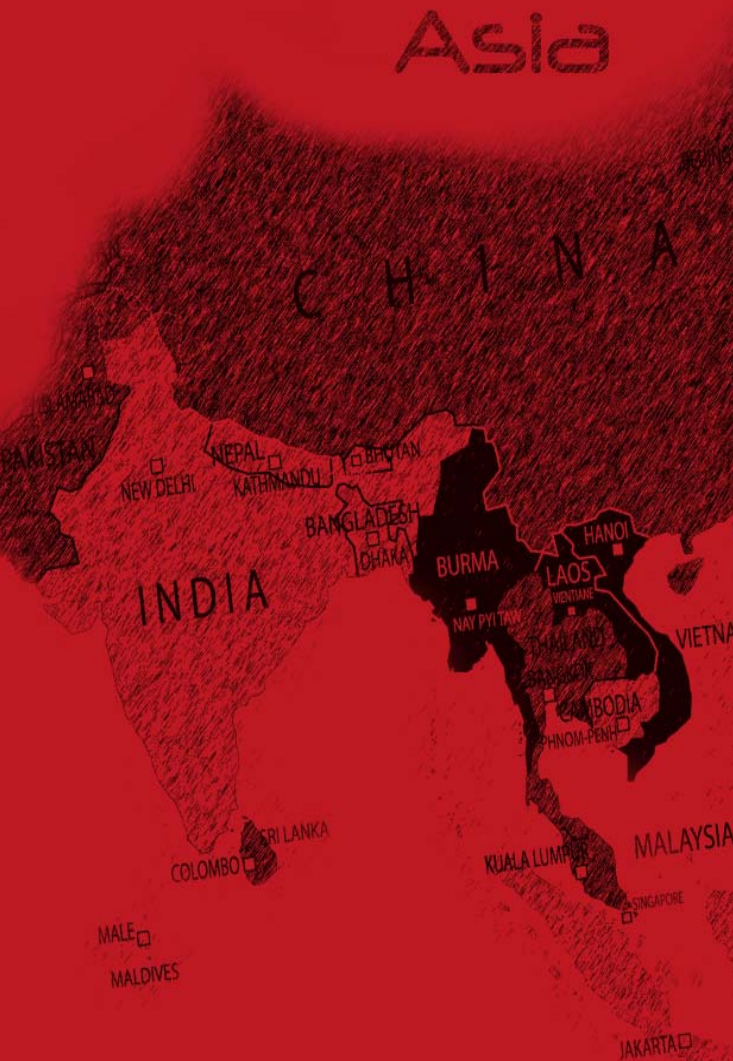 Asia
CHINA
PAKISTAN
NEW DELHI
NEPAL
KATHMANDU
BHUTAN
BANGLADESH
DHAKA
INDIA
BURMA
NAY PYI TAW
HANOI
LAOS
VIENTIANE
THAILAND
BANGKOK
VIETNA
CAMBODIA
PHNOM-PENH
SRI LANKA
COLOMBO
KUALA LUMPUR
MALAYSIA
SINGAPORE
MALE
MALDIVES
JAKARTA